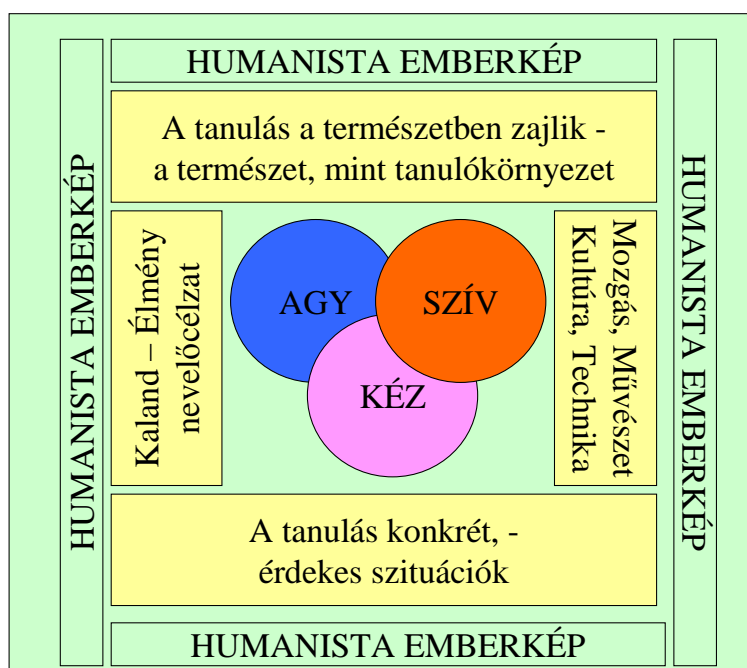 HUMANISTA EMBERKÉP
A tanulás a természetben zajlik -
a természet, mint tanulókörnyezet
HUMANISTA EMBERKÉP
Kaland – Élmény
nevelőcélzat
AGY
SZÍV
KÉZ
Mozgás, Művészet
Kultúra, Technika
HUMANISTA EMBERKÉP
A tanulás konkrét, -
érdekes szituációk
HUMANISTA EMBERKÉP